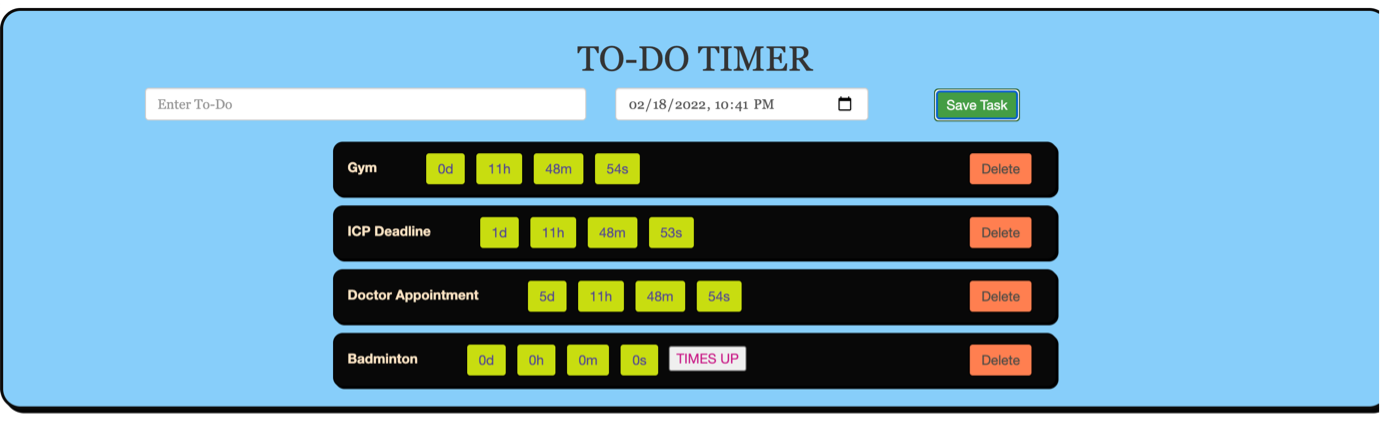 TO-DO TIMER
Enter To-Do 02/18/2022, 10:41 PM Save Task
Gym 0d 11h 48m 54s Delete
ICP Deadline 1d 11h 48m 53s Delete
Doctor Appointment 5d 11h 48m 54s Delete
Badminton 0d 0h 0m 0s TIMES UP Delete